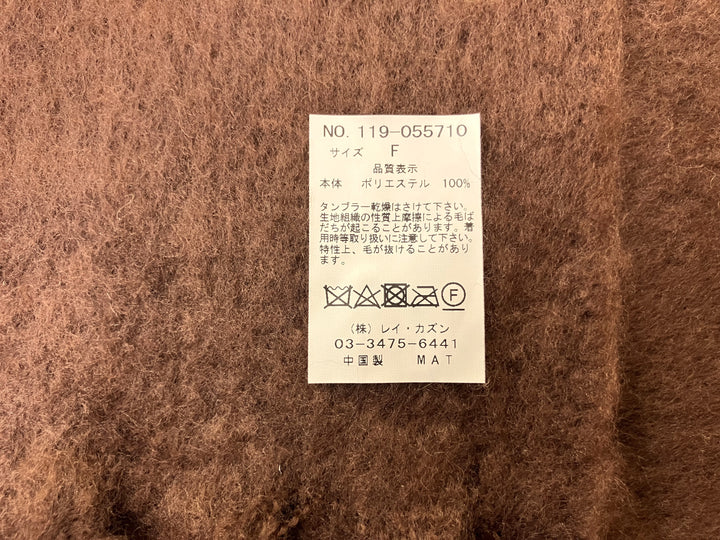 NO. 119-055710
サイズ F
品質表示
本体 ポリエステル 100%
タンブラー乾燥はさけて下さい。
生地組織の性質上摩擦による毛ば
だちが起こることがあります。着
用時等取り扱いに注意して下さい。
特性上、毛が抜けることがあり
ます。
F
(株)レイ・カズン
03-3475-6441
中国製 MAT